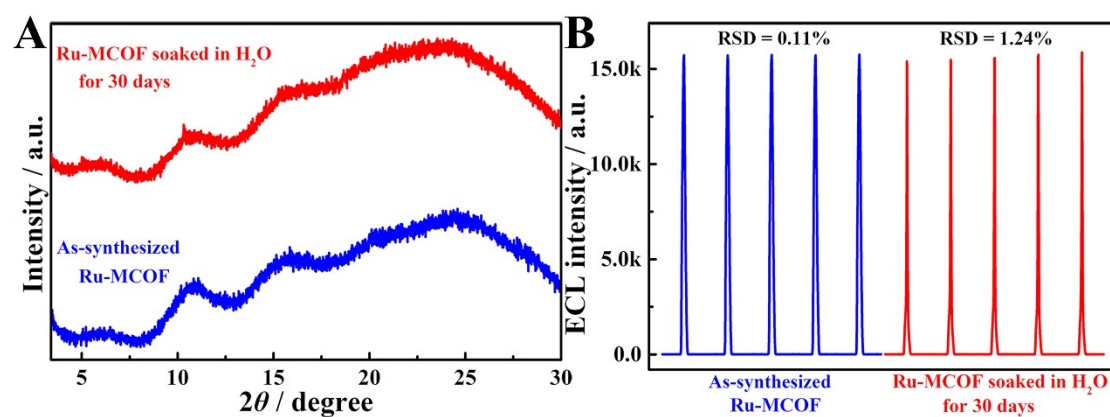 A
Ru-MCOF soaked in H₂O
for 30 days
As-synthesized
Ru-MCOF
Intensity / a.u.
5 10 15 20 25 30
2θ / degree
B
RSD = 0.11% RSD = 1.24%
15.0k
10.0k
5.0k
0.0
ECL intensity / a.u.
As-synthesized
Ru-MCOF
Ru-MCOF soaked in H₂O
for 30 days